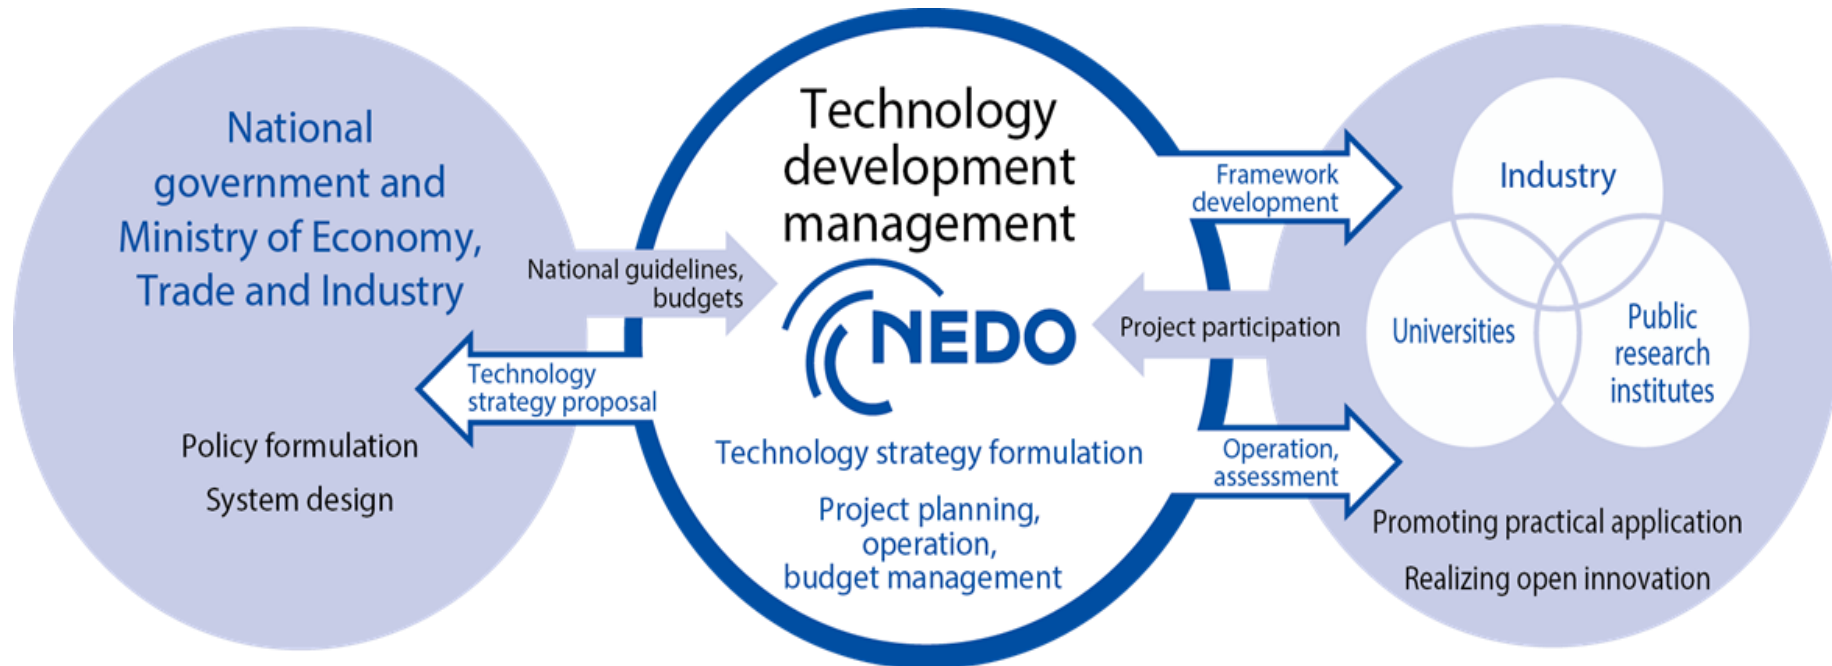 National
government and
Ministry of Economy,
Trade and Industry
National guidelines,
budgets
Technology
strategy proposal
Policy formulation
System design
Technology
development
management
NEDO
Technology strategy formulation
Project planning,
operation,
budget management
Framework
development
Project participation
Operation,
assessment
Industry
Universities
Public
research
institutes
Promoting practical application
Realizing open innovation